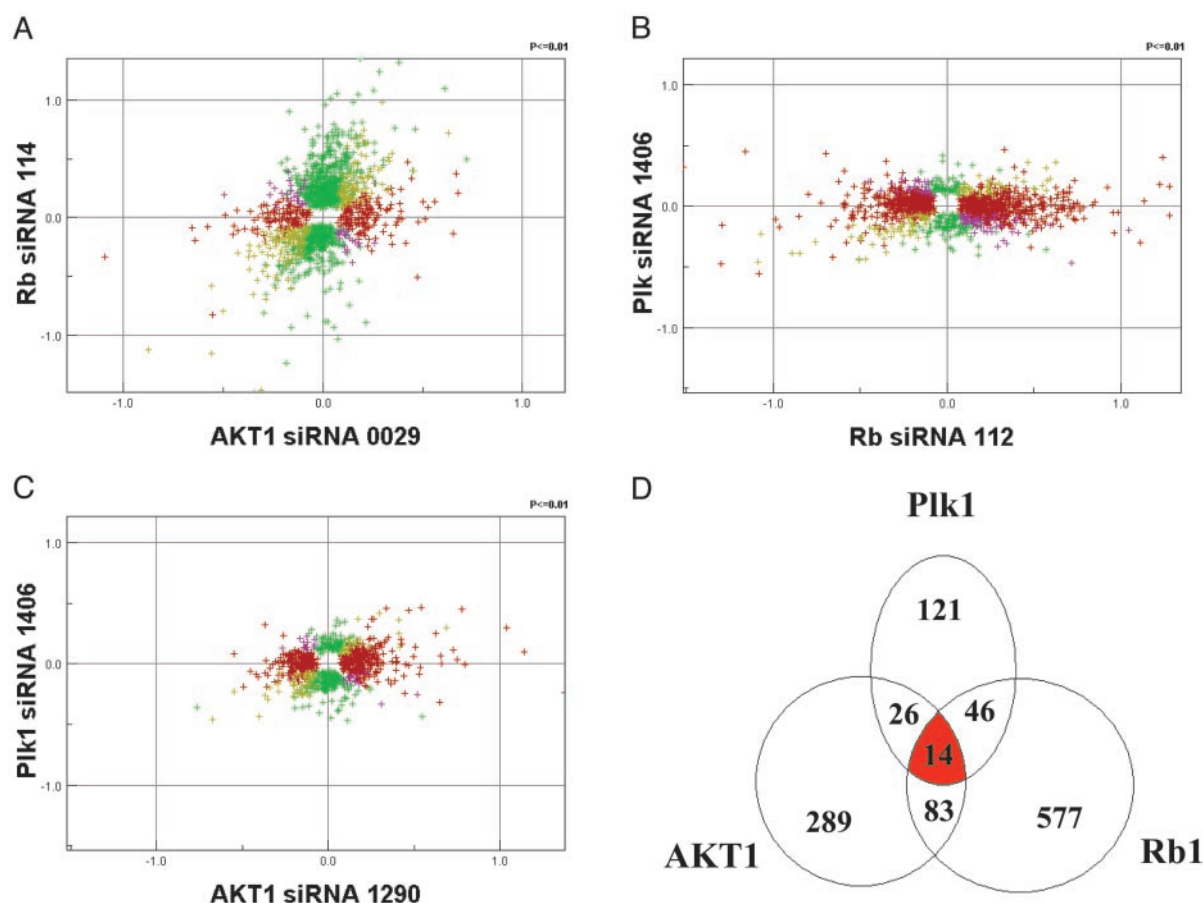 A
P<=0.01
1.0
0.0
-1.0
-1.0
0.0
1.0
Rb siRNA 114
AKT1 siRNA 0029
B
P<=0.01
1.0
0.0
-1.0
-1.0
0.0
1.0
Plk siRNA 1406
Rb siRNA 112
C
P<=0.01
1.0
0.0
-1.0
-1.0
0.0
1.0
Plk1 siRNA 1406
AKT1 siRNA 1290
D
Plk1
121
26
46
14
289
83
577
AKT1
Rb1